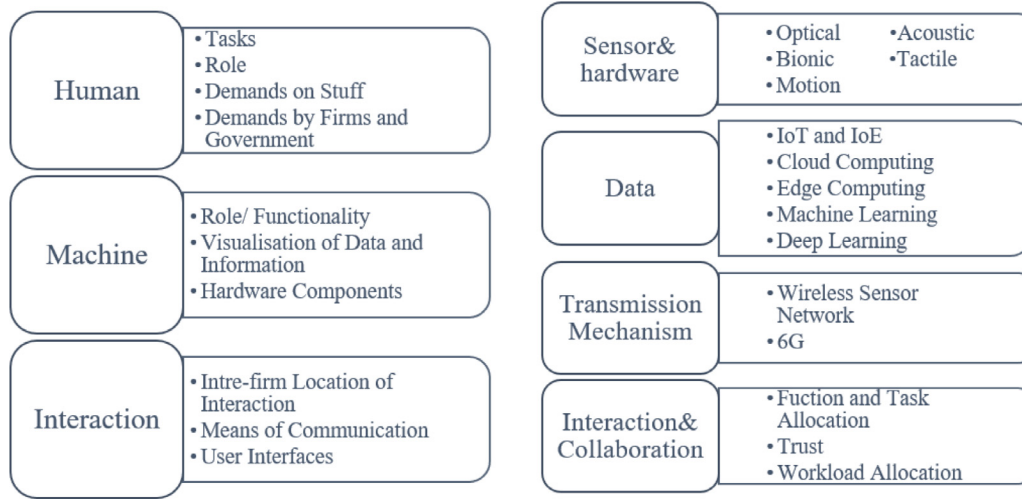 Human
• Tasks
• Role
• Demands on Stuff
• Demands by Firms and
Government
Machine
• Role/ Functionality
• Visualisation of Data and
Information
• Hardware Components
Interaction
• Intre-firm Location of
Interaction
• Means of Communication
• User Interfaces
Sensor&
hardware
• Optical
• Bionic
• Motion
• Acoustic
• Tactile
Data
• IoT and IoE
• Cloud Computing
• Edge Computing
• Machine Learning
• Deep Learning
Transmission
Mechanism
• Wireless Sensor
Network
• 6G
Interaction&
Collaboration
• Fuction and Task
Allocation
• Trust
• Workload Allocation